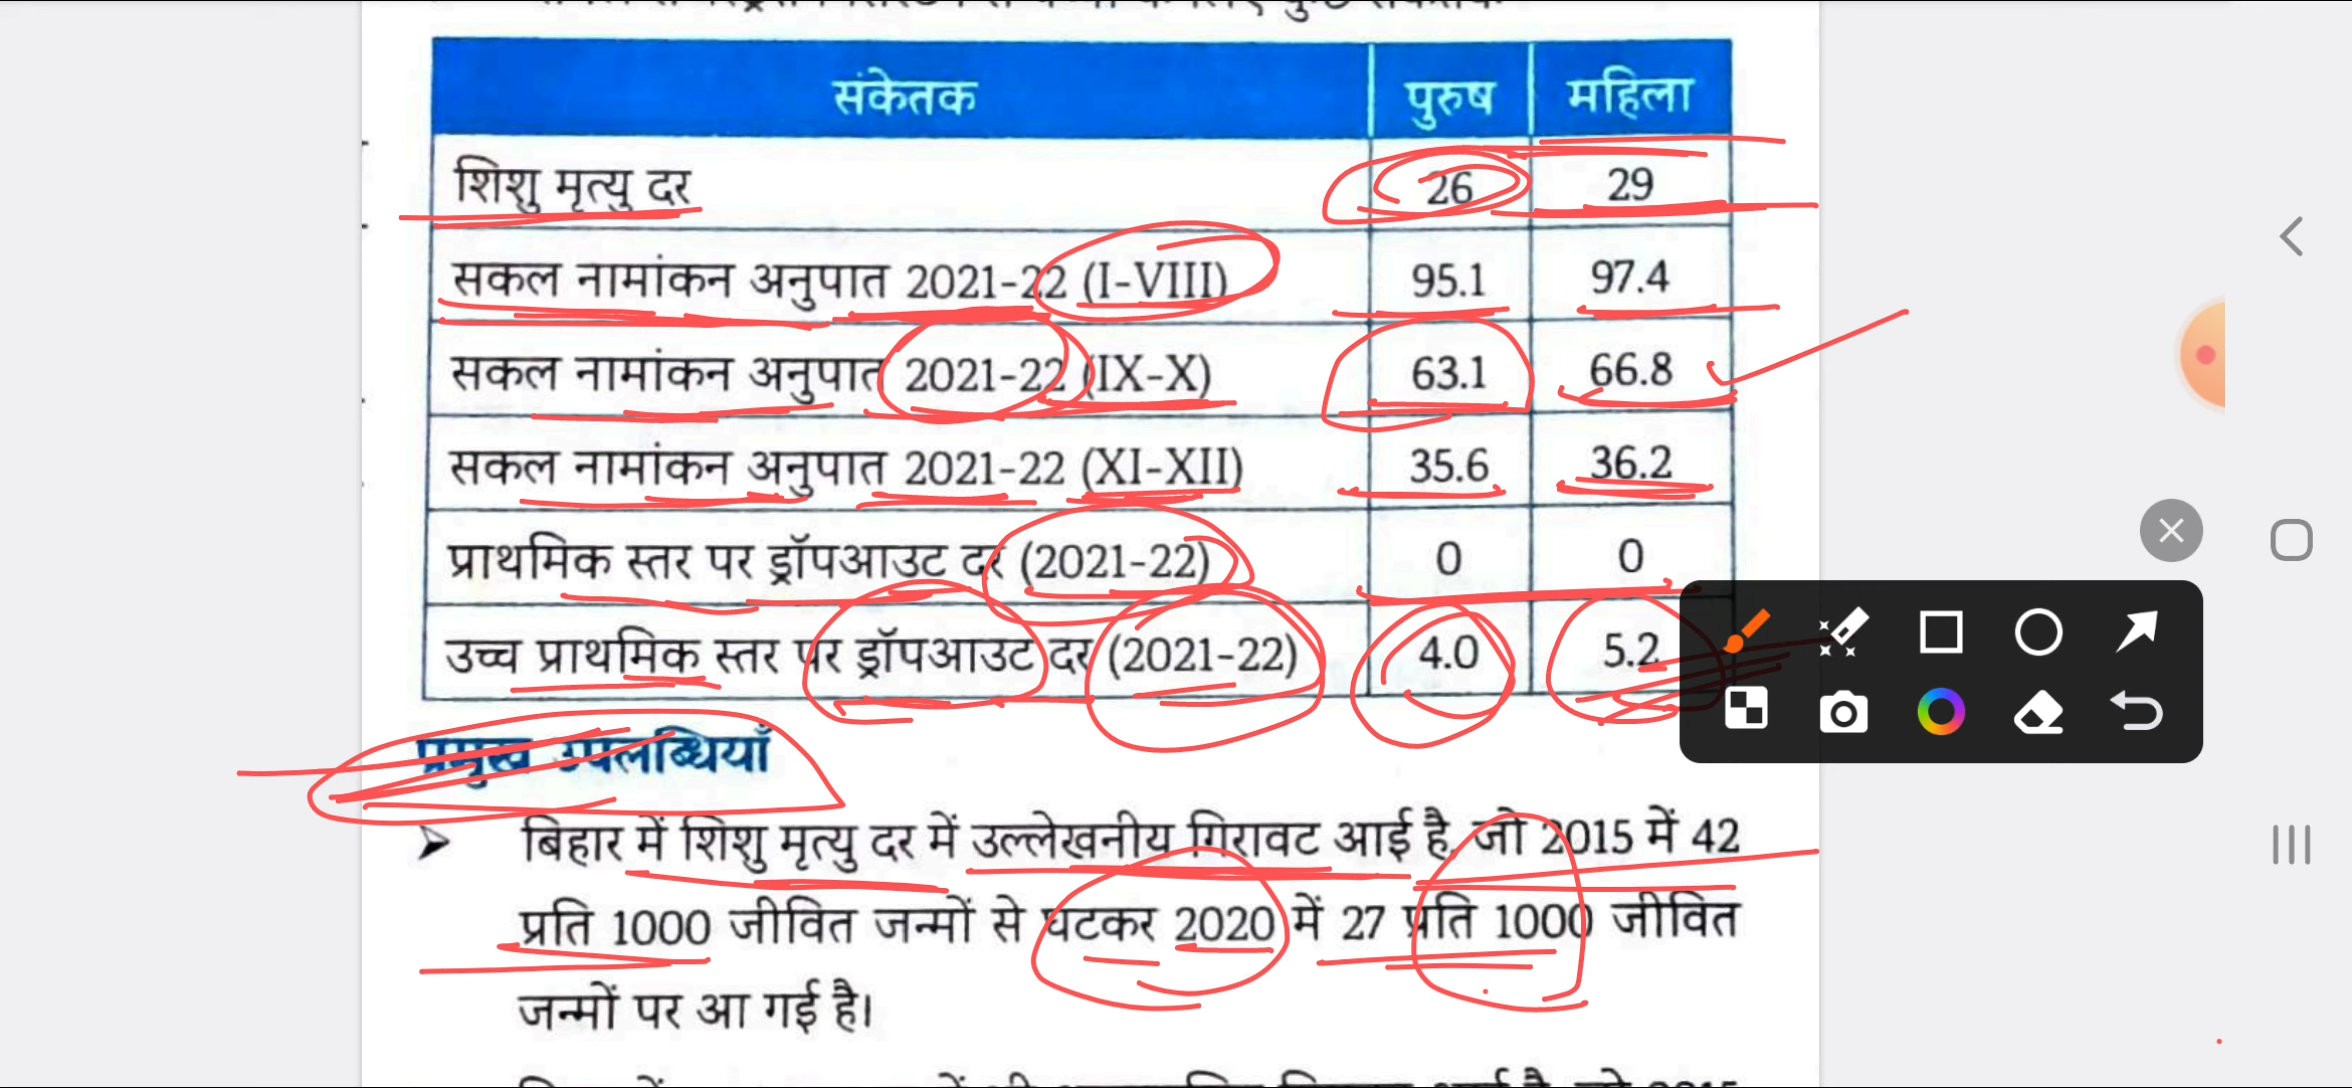 संकेतक पुरुष महिला
शिशु मृत्यु दर 26 29
सकल नामांकन अनुपात 2021-22 (I-VIII) 95.1 97.4
सकल नामांकन अनुपात 2021-22 (IX-X) 63.1 66.8
सकल नामांकन अनुपात 2021-22 (XI-XII) 35.6 36.2
प्राथमिक स्तर पर ड्रॉपआउट दर (2021-22) 0 0
उच्च प्राथमिक स्तर पर ड्रॉपआउट दर (2021-22) 4.0 5.2
प्रमुख उपलब्धियाँ
➤ बिहार में शिशु मृत्यु दर में उल्लेखनीय गिरावट आई है, जो 2015 में 42
प्रति 1000 जीवित जन्मों से घटकर 2020 में 27 प्रति 1000 जीवित
जन्मों पर आ गई है।